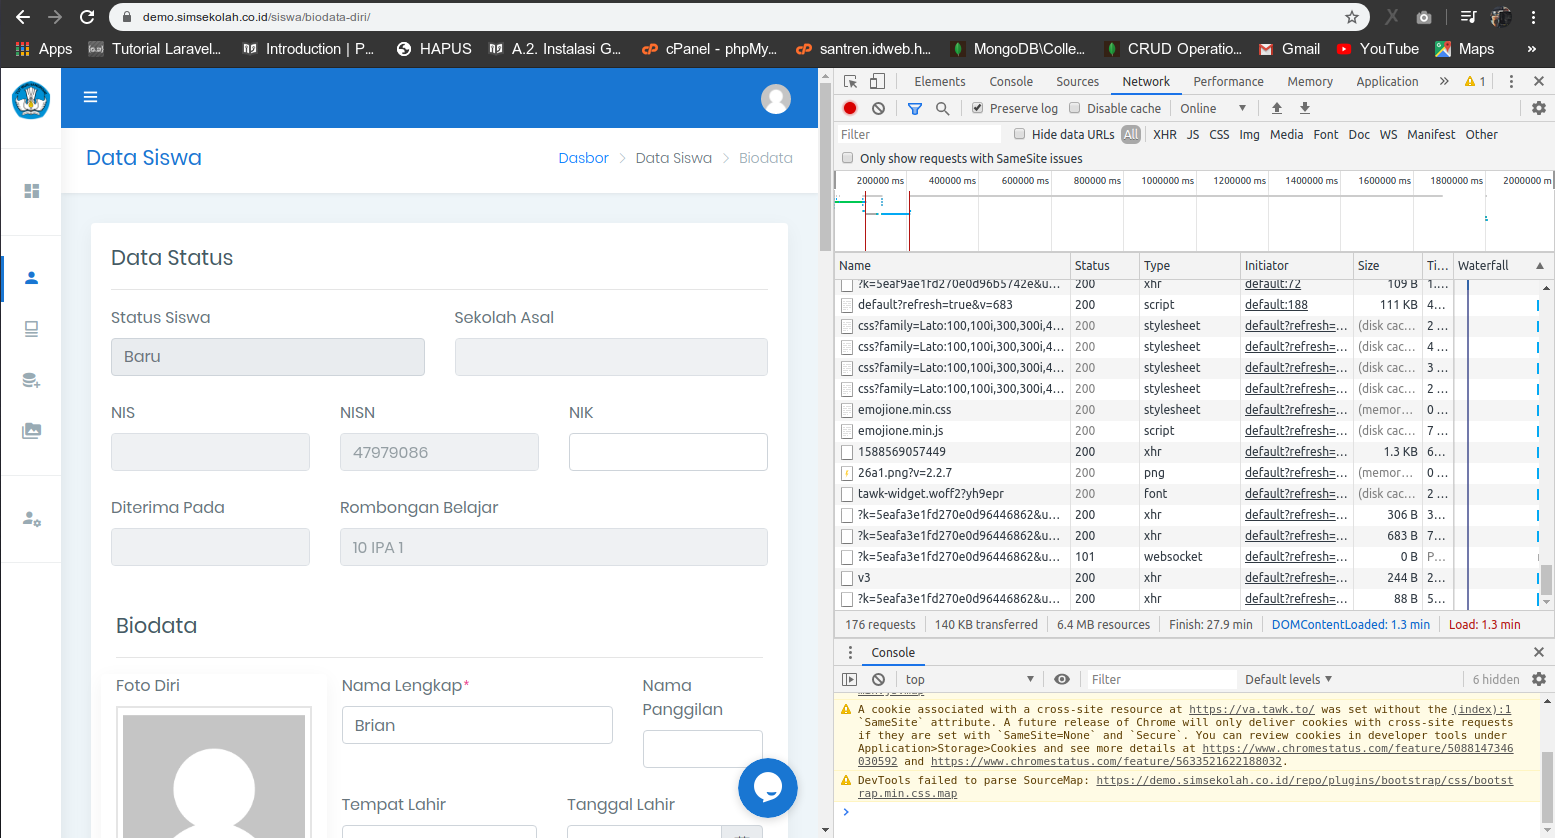 demo.simsekolah.co.id/siswa/biodata-diri/
Apps Tutorial Laravel... Introduction | P... HAPUS A.2. Instalasi G... cPanel - phpMy... santren.idweb.h... MongoDB\Colle... CRUD Operatio... Gmail YouTube Maps »
Data Siswa
Dasbor > Data Siswa > Biodata
Data Status
Status Siswa Sekolah Asal
Baru
NIS NISN NIK
47979086
Diterima Pada Rombongan Belajar
10 IPA 1
Biodata
Foto Diri Nama Lengkap* Nama
Panggilan
Brian
Tempat Lahir Tanggal Lahir
Elements Console Sources Network Performance Memory Application » 1
Preserve log Disable cache Online
Filter Hide data URLs All XHR JS CSS Img Media Font Doc WS Manifest Other
Only show requests with SameSite issues
200000 ms 400000 ms 600000 ms 800000 ms 1000000 ms 1200000 ms 1400000 ms 1600000 ms 1800000 ms 2000000 m
Name Status Type Initiator Size Ti... Waterfall
?k=5eaf9ae1fd270e0d96b5742e&u... 200 xhr default:72 109 B 1....
default?refresh=true&v=683 200 script default:188 111 KB 4...
css?family=Lato:100,100i,300,300i,4... 200 stylesheet default?refresh=... (disk cac... 2 ...
css?family=Lato:100,100i,300,300i,4... 200 stylesheet default?refresh=... (disk cac... 4 ...
css?family=Lato:100,100i,300,300i,4... 200 stylesheet default?refresh=... (disk cac... 3 ...
css?family=Lato:100,100i,300,300i,4... 200 stylesheet default?refresh=... (disk cac... 2 ...
emojione.min.css 200 stylesheet default?refresh=... (memor... 0 ...
emojione.min.js 200 script default?refresh=... (disk cac... 7 ...
1588569057449 200 xhr default?refresh=... 1.3 KB 6...
26a1.png?v=2.2.7 200 png default?refresh=... (memor... 0 ...
tawk-widget.woff2?yh9epr 200 font default?refresh=... (disk cac... 2 ...
?k=5eafa3e1fd270e0d96446862&u... 200 xhr default?refresh=... 306 B 3...
?k=5eafa3e1fd270e0d96446862&u... 200 xhr default?refresh=... 683 B 7...
?k=5eafa3e1fd270e0d96446862&u... 101 websocket default?refresh=... 0 B P...
v3 200 xhr default?refresh=... 244 B 2...
?k=5eafa3e1fd270e0d96446862&u... 200 xhr default?refresh=... 88 B 5...
176 requests 140 KB transferred 6.4 MB resources Finish: 27.9 min DOMContentLoaded: 1.3 min Load: 1.3 min
Console
top Filter Default levels 6 hidden
A cookie associated with a cross-site resource at https://va.tawk.to/ was set without the (index):1
`SameSite` attribute. A future release of Chrome will only deliver cookies with cross-site requests
if they are set with `SameSite=None` and `Secure`. You can review cookies in developer tools under
Application>Storage>Cookies and see more details at https://www.chromestatus.com/feature/5088147346
030592 and https://www.chromestatus.com/feature/5633521622188032.
DevTools failed to parse SourceMap: https://demo.simsekolah.co.id/repo/plugins/bootstrap/css/bootst
rap.min.css.map